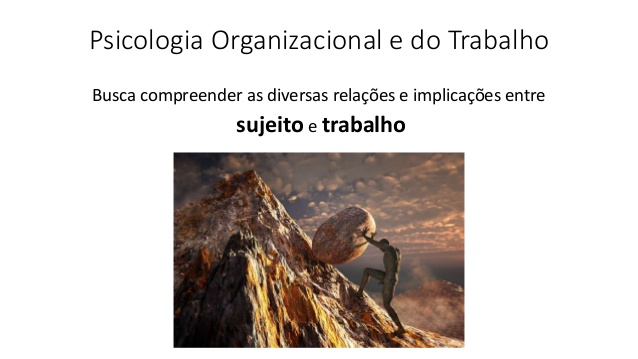 Psicologia Organizacional e do Trabalho
Busca compreender as diversas relações e implicações entre
sujeito e trabalho